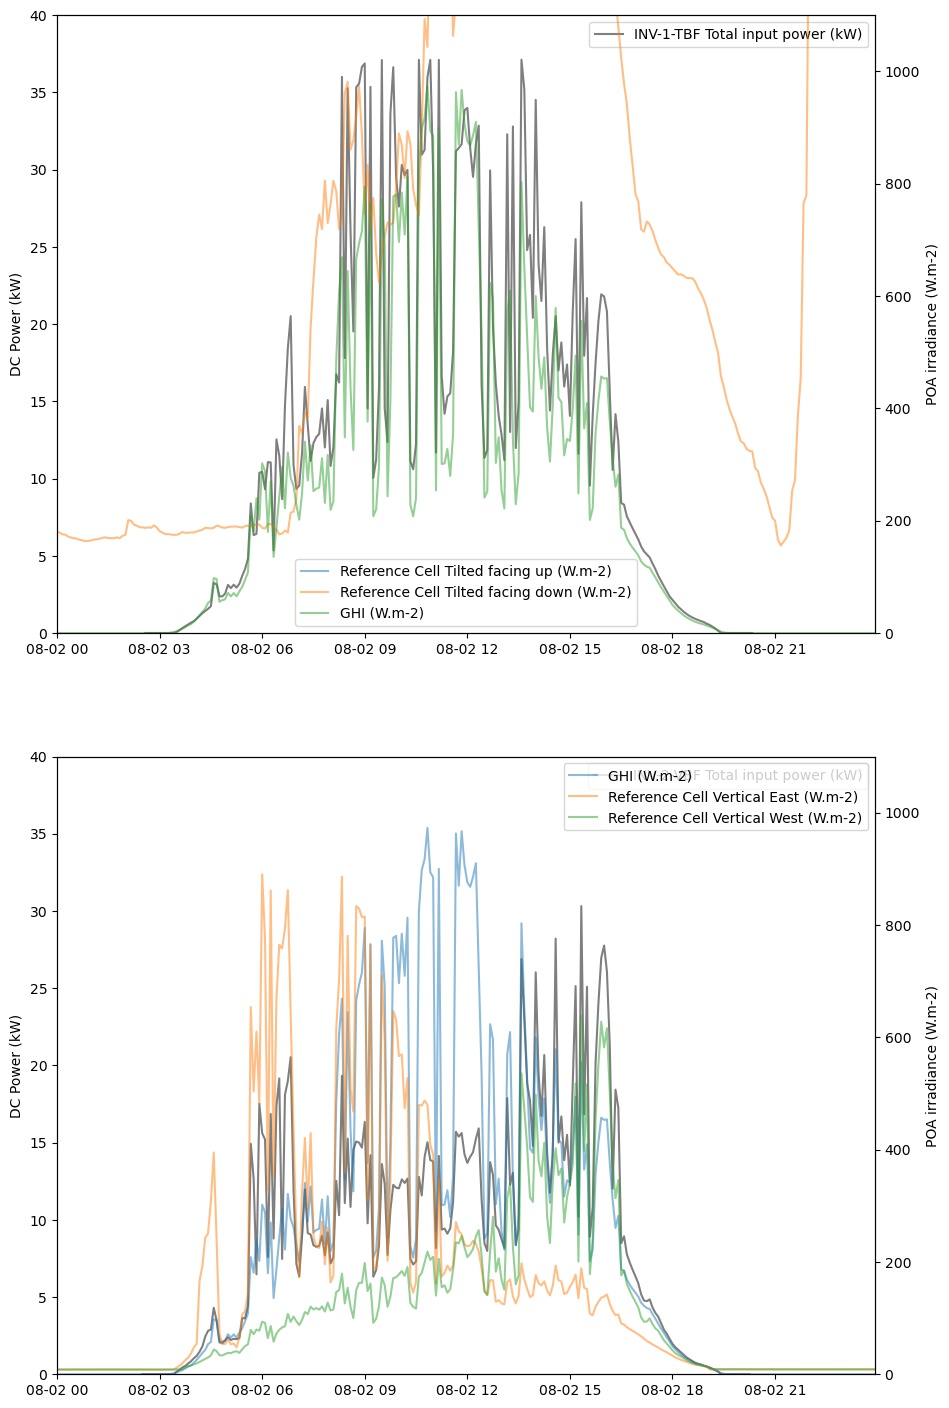 40
35
30
25
20
15
10
5
0
DC Power (kW)
INV-1-TBF Total input power (kW)
1000
800
600
400
200
0
POA irradiance (W.m-2)
Reference Cell Tilted facing up (W.m-2)
Reference Cell Tilted facing down (W.m-2)
GHI (W.m-2)
08-02 00 08-02 03 08-02 06 08-02 09 08-02 12 08-02 15 08-02 18 08-02 21
40
35
30
25
20
15
10
5
0
DC Power (kW)
GHI (W.m-2)
Total input power (kW)
Reference Cell Vertical East (W.m-2)
Reference Cell Vertical West (W.m-2)
1000
800
600
400
200
0
POA irradiance (W.m-2)
08-02 00 08-02 03 08-02 06 08-02 09 08-02 12 08-02 15 08-02 18 08-02 21